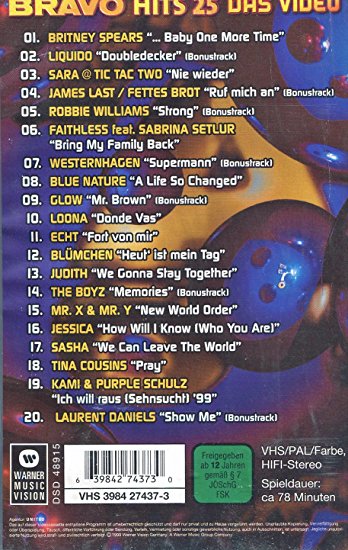 BRAVO HITS 25 DAS VIDEO
01. BRITNEY SPEARS "... Baby One More Time"
02. LIQUIDO "Doubledecker" (Bonustrack)
03. SARA @ TIC TAC TWO "Nie wieder"
04. JAMES LAST / FETTES BROT "Ruf mich an" (Bonustrack)
05. ROBBIE WILLIAMS "Strong" (Bonustrack)
06. FAITHLESS feat. SABRINA SETLUR
"Bring My Family Back"
07. WESTERNHAGEN "Supermann" (Bonustrack)
08. BLUE NATURE "A Life So Changed"
09. GLOW "Mr. Brown" (Bonustrack)
10. LOONA "Donde Vas"
11. ECHT "Fort von mir"
12. BLÜMCHEN "Heut' ist mein Tag"
13. JUDITH "We Gonna Stay Together"
14. THE BOYZ "Memories" (Bonustrack)
15. MR. X & MR. Y "New World Order"
16. JESSICA "How Will I Know (Who You Are)"
17. SASHA "We Can Leave The World"
18. TINA COUSINS "Pray"
19. KAMI & PURPLE SCHULZ
"Ich will raus (Sehnsucht) '99"
20. LAURENT DANIELS "Show Me" (Bonustrack)
WARNER
MUSIC
VISION
DSD 48915
6 39842 74373 0
VHS 3984 27437-3
Freigegeben
ab 12 Jahren
gemäß § 7
JÖSchG
FSK
VHS/PAL/Farbe,
HIFI-Stereo
Spieldauer:
ca 78 Minuten